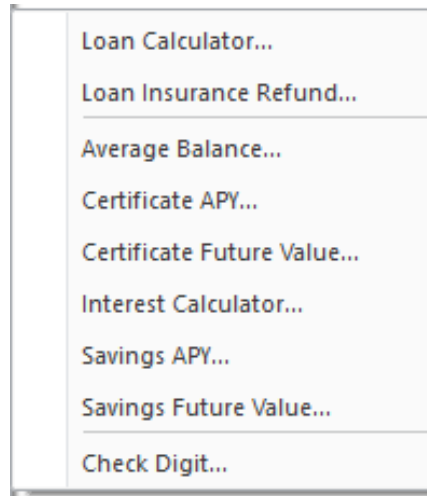 Loan Calculator...
Loan Insurance Refund...
Average Balance...
Certificate APY...
Certificate Future Value...
Interest Calculator...
Savings APY...
Savings Future Value...
Check Digit...